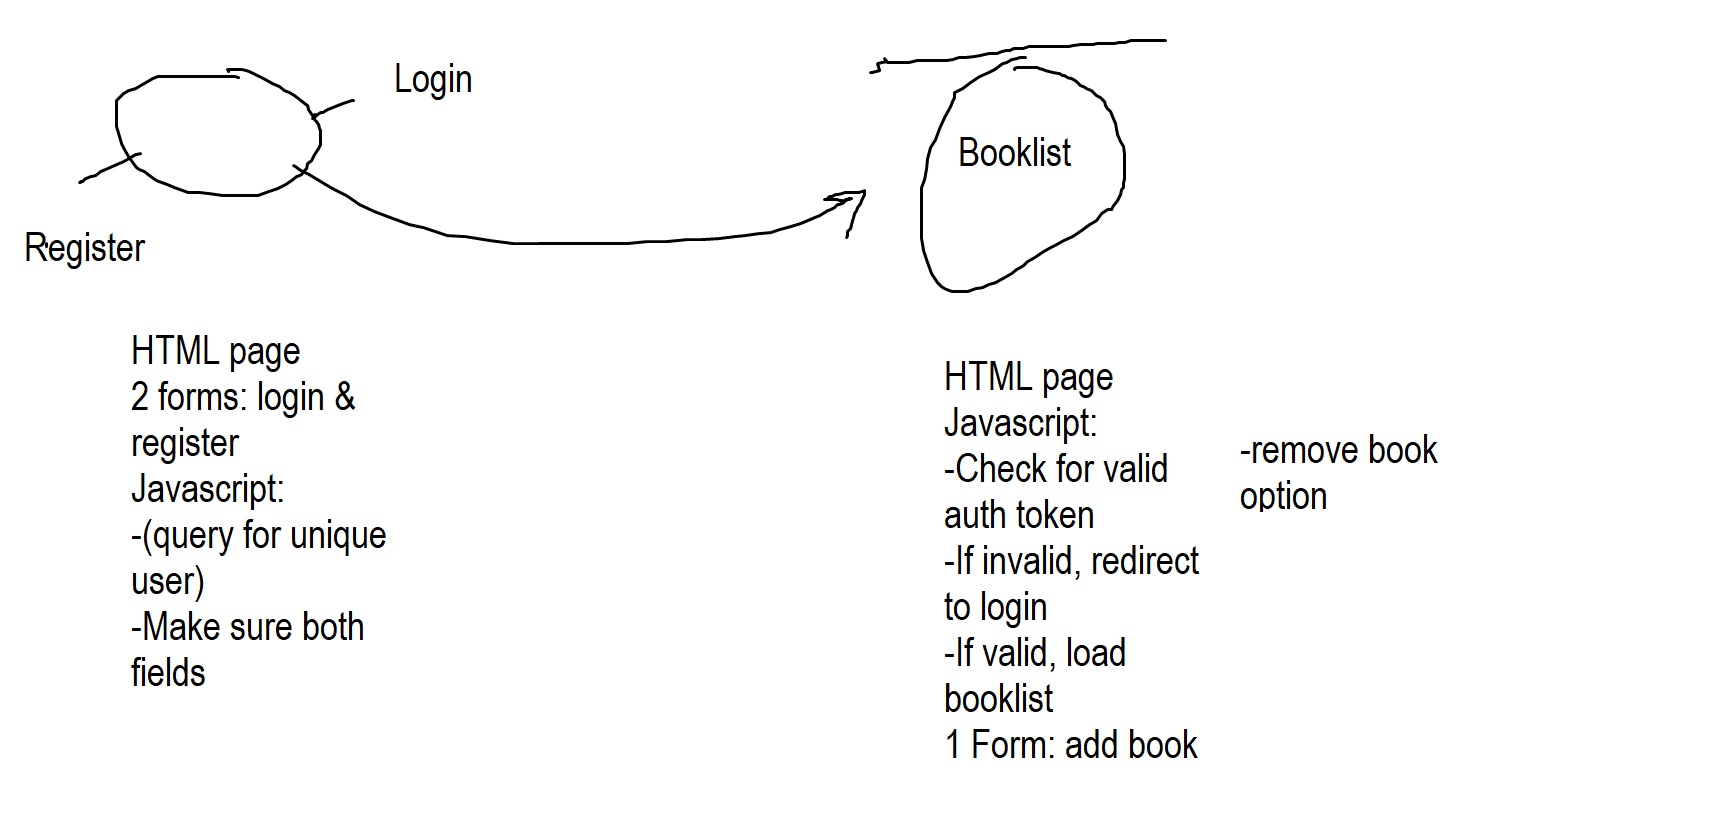 Login
Booklist
Register
HTML page
2 forms: login &
register
Javascript:
-(query for unique
user)
-Make sure both
fields
HTML page
Javascript:
-Check for valid
auth token
-If invalid, redirect
to login
-If valid, load
booklist
1 Form: add book
-remove book
option